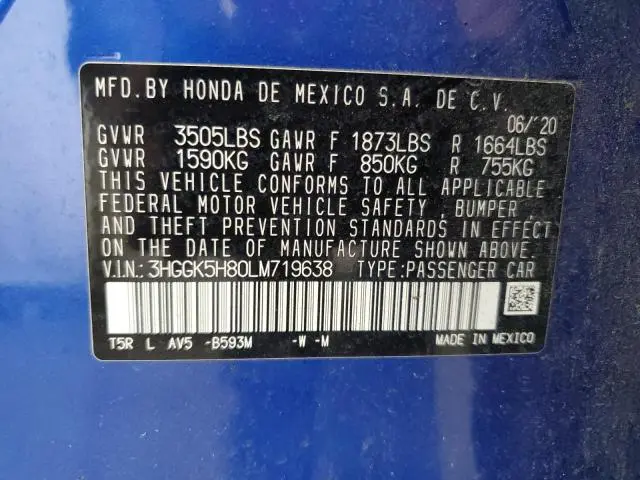 MFD.BY HONDA DE MEXICO S.A. DE C.V.
06/'20
GVWR 3505LBS GAWR F 1873LBS R 1664LBS
GVWR 1590KG GAWR F 850KG R 755KG
THIS VEHICLE CONFORMS TO ALL APPLICABLE
FEDERAL MOTOR VEHICLE SAFETY, BUMPER,
AND THEFT PREVENTION STANDARDS IN EFFECT
ON THE DATE OF MANUFACTURE SHOWN ABOVE.
V.I.N.: 3HGGK5H80LM719638 TYPE: PASSENGER CAR
T5R L AV5 -B593M -W -M MADE IN MEXICO